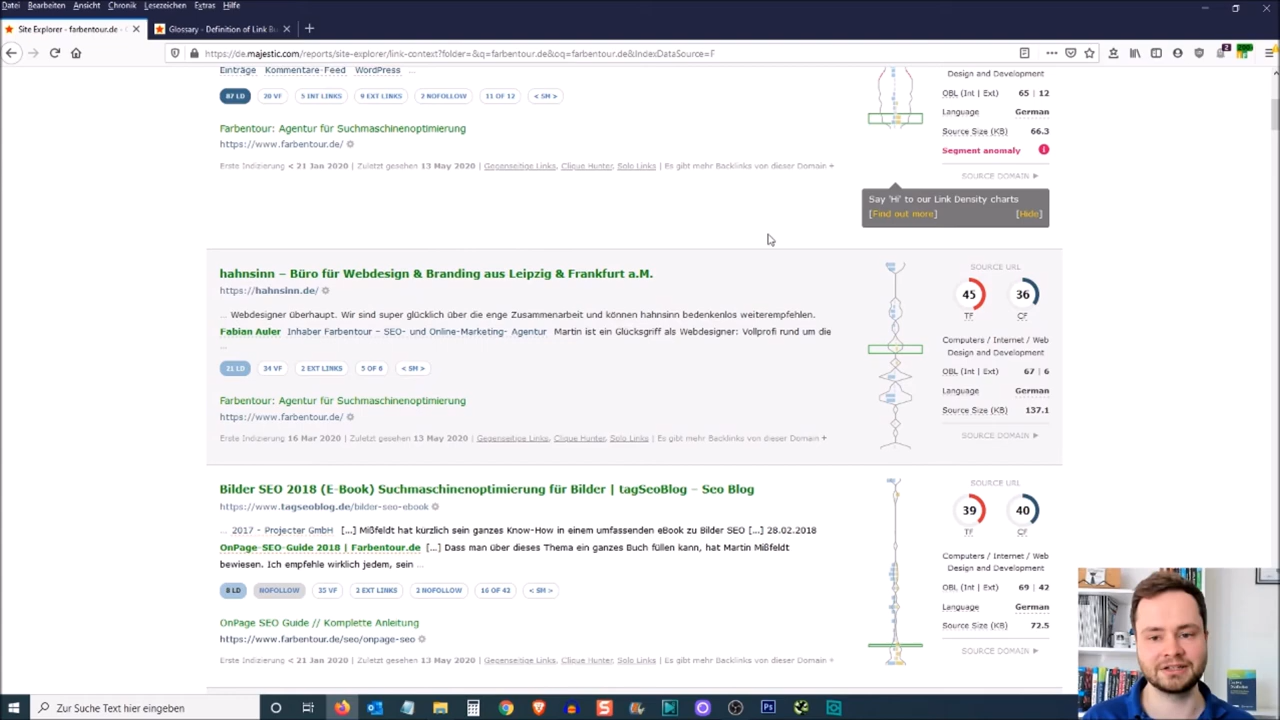 Datei Bearbeiten Ansicht Chronik Lesezeichen Extras Hilfe
Site Explorer - farbentour.de -
Glossary - Definition of Link Bu
https://de.majestic.com/reports/site-explorer/link-context?folder=&q=farbentour.de&oq=farbentour.de&IndexDataSource=F
Einträge Kommentare-Feed WordPress ...
87 LD 20 VF 5 INT LINKS 9 EXT LINKS 2 NOFOLLOW 11 OF 12 < SM >
Farbentour: Agentur für Suchmaschinenoptimierung
https://www.farbentour.de/
Erste Indizierung < 21 Jan 2020 | Zuletzt gesehen 13 May 2020 | Gegenseitige Links, Clique Hunter, Solo Links | Es gibt mehr Backlinks von dieser Domain +
Design and Development
OBL (Int | Ext) 65 | 12
Language German
Source Size (KB) 66.3
Segment anomaly
SOURCE DOMAIN ▶
Say 'Hi' to our Link Density charts
[Find out more] [Hide]
hahnsinn – Büro für Webdesign & Branding aus Leipzig & Frankfurt a.M.
https://hahnsinn.de/
... Webdesigner überhaupt. Wir sind super glücklich über die enge Zusammenarbeit und können hahnsinn bedenkenlos weiterempfehlen.
Fabian Auler Inhaber Farbentour – SEO- und Online-Marketing- Agentur Martin ist ein Glücksgriff als Webdesigner: Vollprofi rund um die
...
21 LD 34 VF 2 EXT LINKS 5 OF 6 < SM >
Farbentour: Agentur für Suchmaschinenoptimierung
https://www.farbentour.de/
Erste Indizierung 16 Mar 2020 | Zuletzt gesehen 13 May 2020 | Gegenseitige Links, Clique Hunter, Solo Links | Es gibt mehr Backlinks von dieser Domain +
SOURCE URL
45 36
TF CF
Computers / Internet / Web
Design and Development
OBL (Int | Ext) 67 | 6
Language German
Source Size (KB) 137.1
SOURCE DOMAIN ▶
Bilder SEO 2018 (E-Book) Suchmaschinenoptimierung für Bilder | tagSeoBlog – Seo Blog
https://www.tagseoblog.de/bilder-seo-ebook
... 2017 - Projecter GmbH [...] Mißfeldt hat kürzlich sein ganzes Know-How in einem umfassenden eBook zu Bilder SEO [...] 28.02.2018
OnPage-SEO-Guide 2018 | Farbentour.de [...] Dass man über dieses Thema ein ganzes Buch füllen kann, hat Martin Mißfeldt
bewiesen. Ich empfehle wirklich jedem, sein ...
8 LD NOFOLLOW 35 VF 2 EXT LINKS 2 NOFOLLOW 16 OF 42 < SM >
OnPage SEO Guide // Komplette Anleitung
https://www.farbentour.de/seo/onpage-seo
Erste Indizierung < 21 Jan 2020 | Zuletzt gesehen 13 May 2020 | Gegenseitige Links, Clique Hunter, Solo Links | Es gibt mehr Backlinks von dieser Domain +
SOURCE URL
39 40
TF CF
Computers / Internet / Web
Design and Development
OBL (Int | Ext) 69 | 42
Language German
Source Size (KB) 72.5
SOURCE DOMAIN ▶
Zur Suche Text hier eingeben